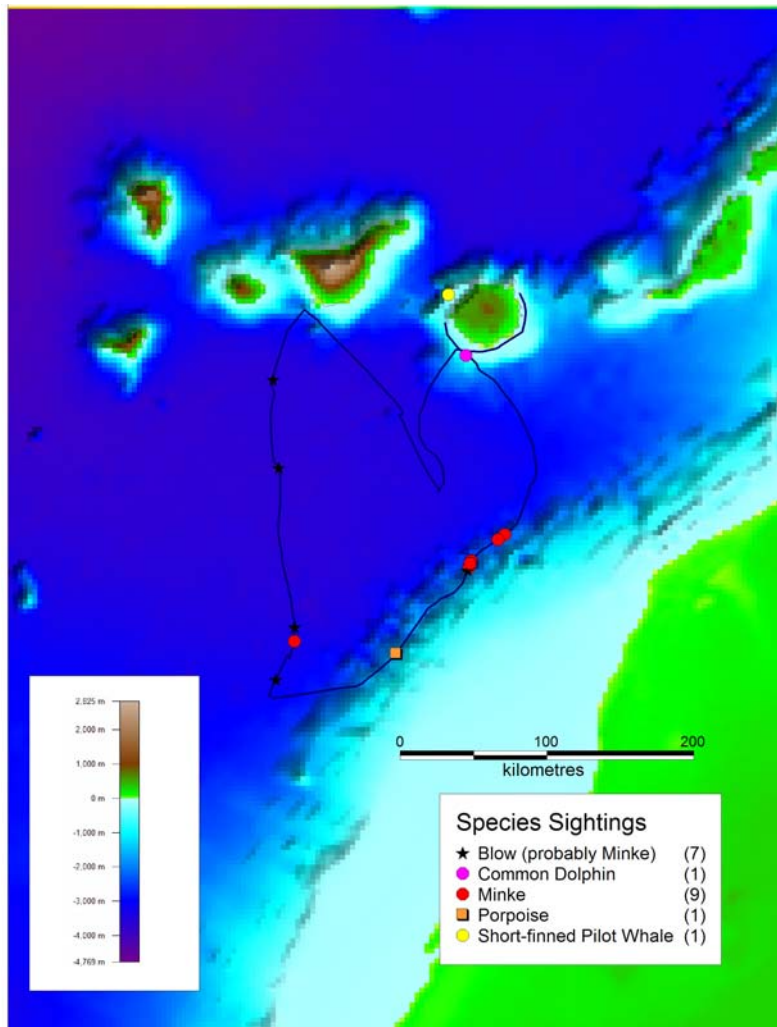 2,825 m
2,000 m
1,000 m
0 m
-1,000 m
-2,000 m
-3,000 m
-4,000 m
-4,769 m
0 100 200
kilometres
Species Sightings
Blow (probably Minke) (7)
Common Dolphin (1)
Minke (9)
Porpoise (1)
Short-finned Pilot Whale (1)